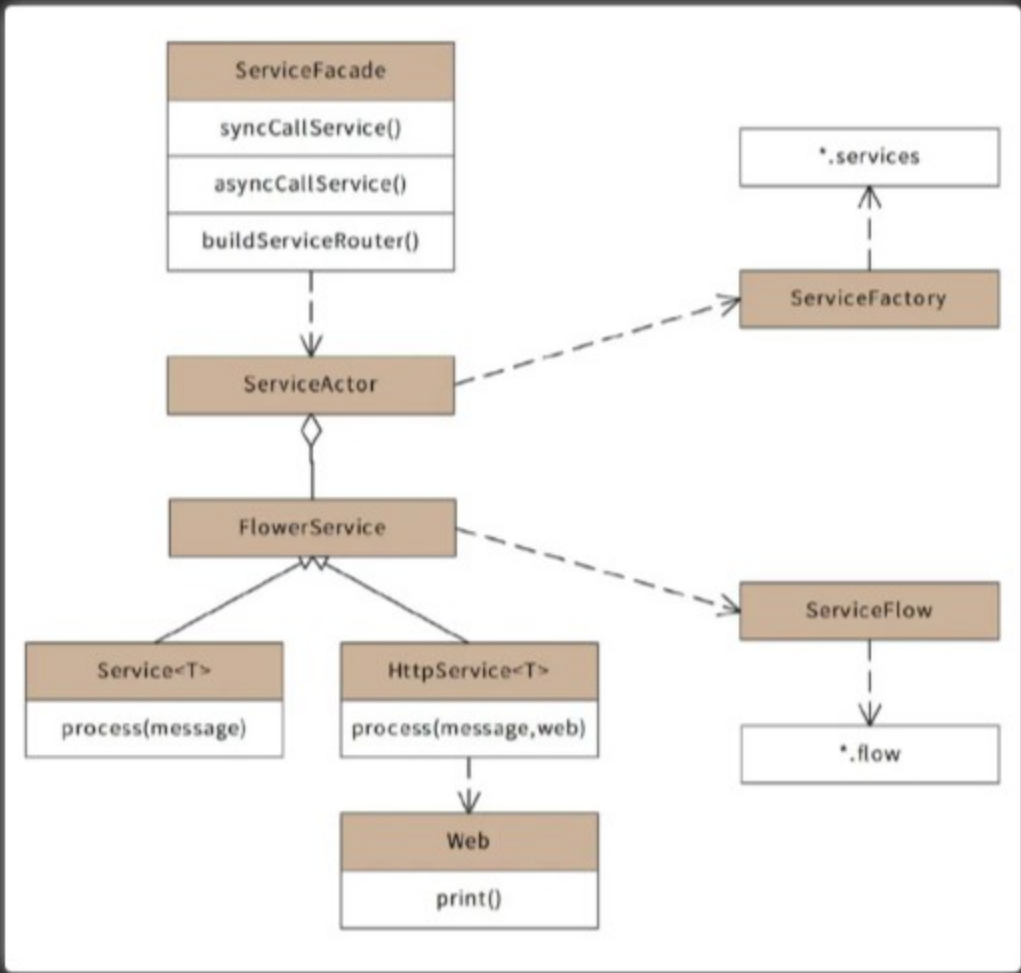 ServiceFacade
syncCallService()
asyncCallService()
buildServiceRouter()
*.services
ServiceFactory
ServiceActor
FlowerService
ServiceFlow
Service<T>
process(message)
HttpService<T>
process(message,web)
*.flow
Web
print()